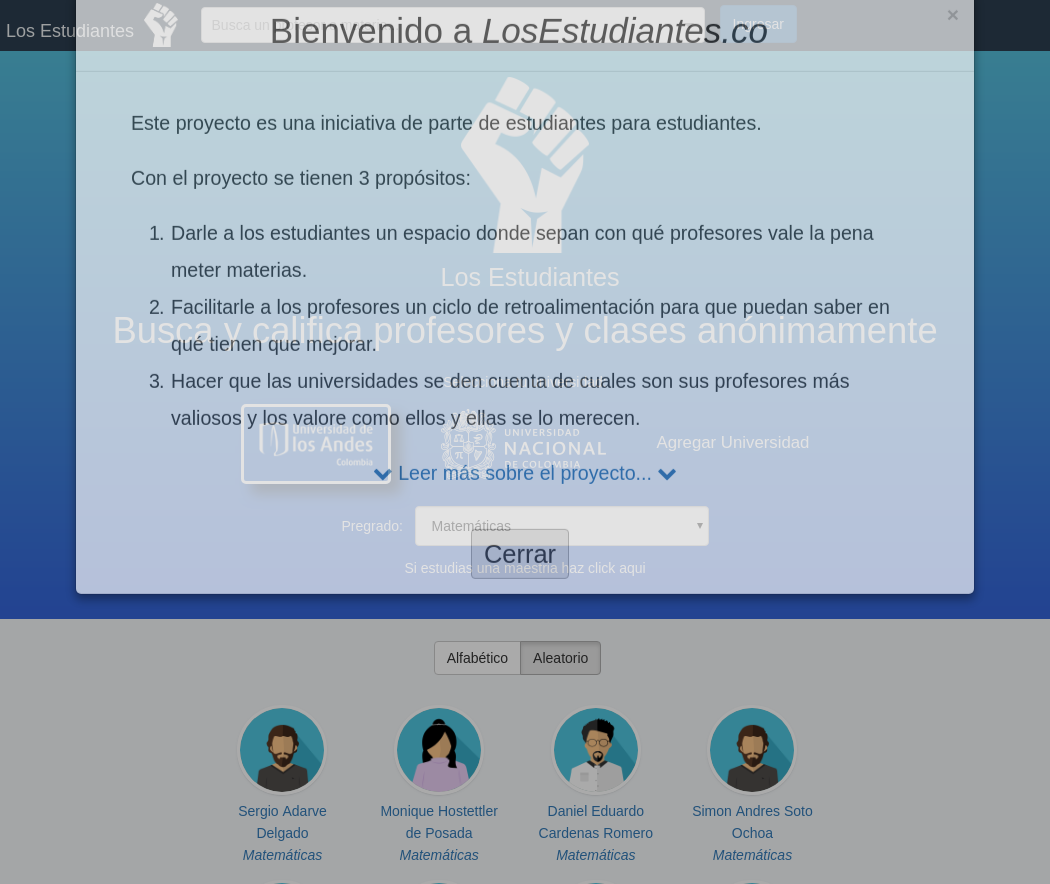 Los Estudiantes
Busca un
Ingresar
×
Bienvenido a LosEstudiantes.co
Este proyecto es una iniciativa de parte de estudiantes para estudiantes.
Con el proyecto se tienen 3 propósitos:
1. Darle a los estudiantes un espacio donde sepan con qué profesores vale la pena
meter materias.
Los Estudiantes
2. Facilitarle a los profesores un ciclo de retroalimentación para que puedan saber en
qué tienen que mejorar.
Busca y califica profesores y clases anónimamente
3. Hacer que las universidades se den cuenta de cuales son sus profesores más
valiosos y los valore como ellos y ellas se lo merecen.
Universidad de
los Andes
Colombia
UNIVERSIDAD
NACIONAL
DE COLOMBIA
Agregar Universidad
Leer más sobre el proyecto...
Pregrado: Matemáticas
Cerrar
Si estudias una maestria haz click aqui
Alfabético Aleatorio
Sergio Adarve
Delgado
Matemáticas
Monique Hostettler
de Posada
Matemáticas
Daniel Eduardo
Cardenas Romero
Matemáticas
Simon Andres Soto
Ochoa
Matemáticas